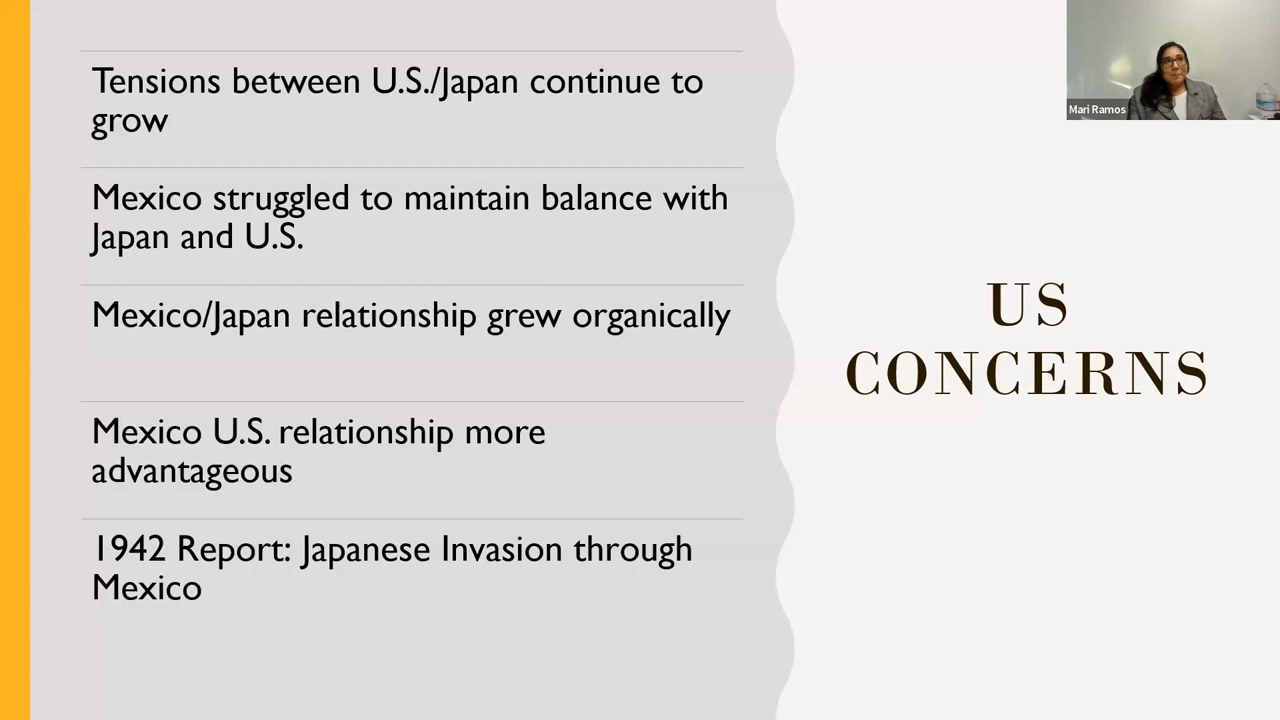 Tensions between U.S./Japan continue to
grow
Mexico struggled to maintain balance with
Japan and U.S.
Mexico/Japan relationship grew organically
Mexico U.S. relationship more
advantageous
1942 Report: Japanese Invasion through
Mexico
US
CONCERNS
Mari Ramos